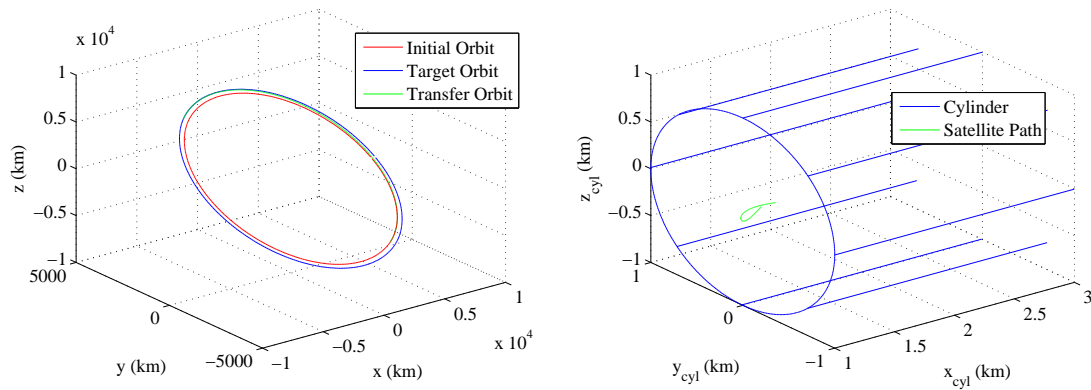 x 10^4
1
0.5
0
−0.5
−1
z (km)
5000
0
−5000
y (km)
−1
−0.5
0
0.5
1
x 10^4
x (km)
Initial Orbit
Target Orbit
Transfer Orbit
1
0.5
0
−0.5
−1
z_cyl (km)
1
0
−1
y_cyl (km)
1
1.5
2
2.5
3
x_cyl (km)
Cylinder
Satellite Path